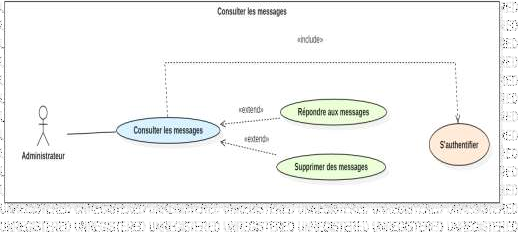 Consulter les messages
«include»
«extend»
Répondre aux messages
Consulter les messages
«extend»
S'authentifier
Administrateur
Supprimer des messages